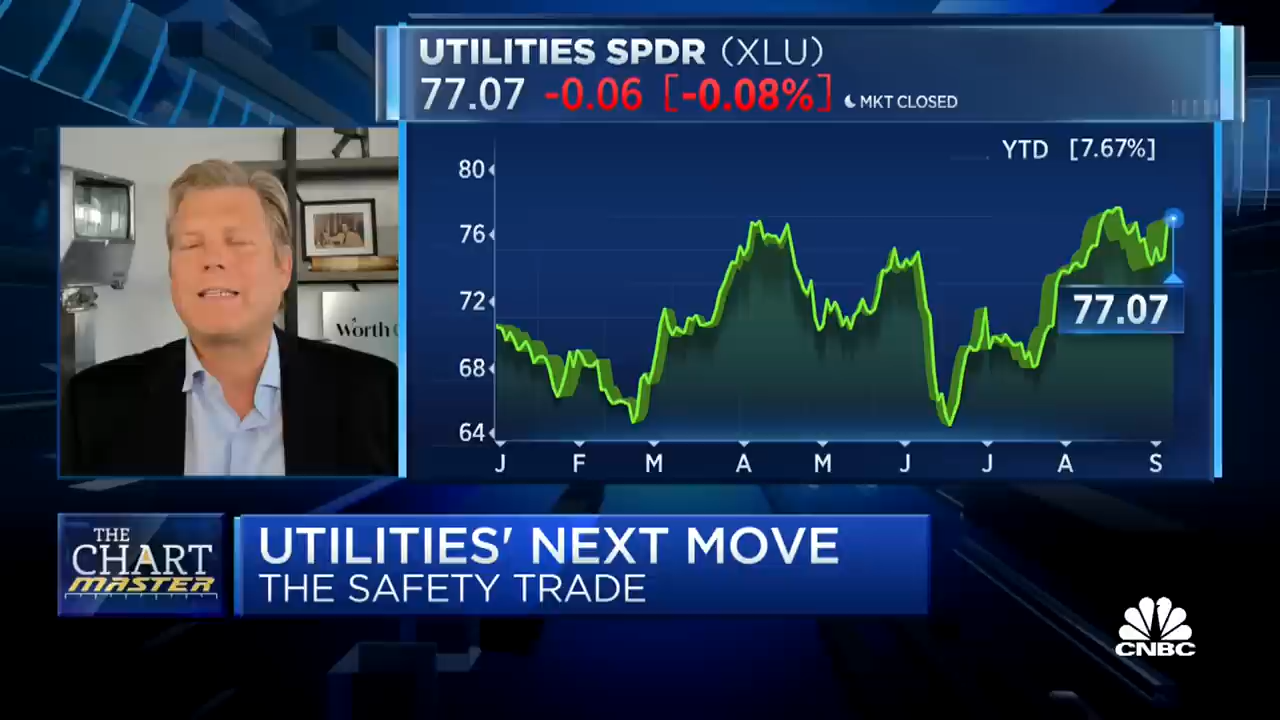 UTILITIES SPDR (XLU)
77.07 -0.06 [-0.08%] MKT CLOSED
YTD [7.67%]
80
76
72
68
64
77.07
J F M A M J J A S
Worth
THE
CHART
MASTER
UTILITIES' NEXT MOVE
THE SAFETY TRADE
CNBC